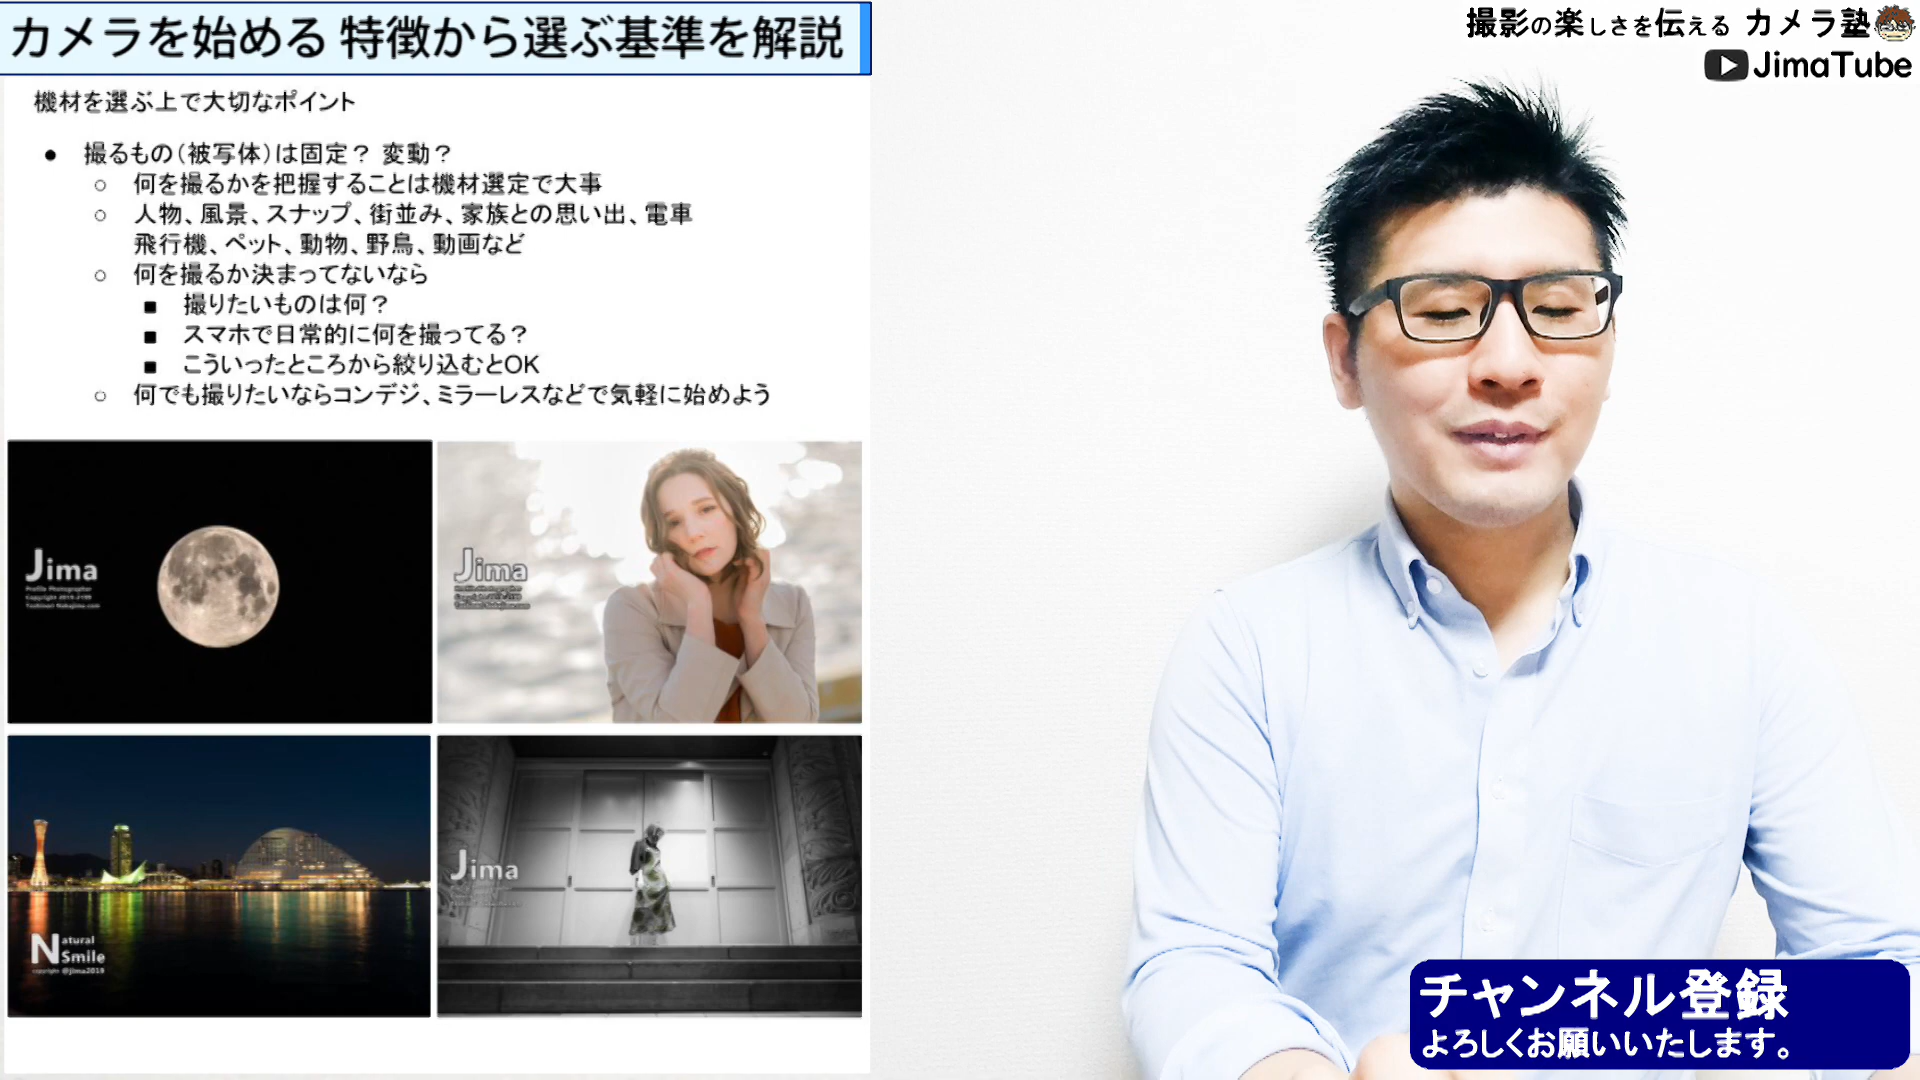 カメラを始める 特徴から選ぶ基準を解説
撮影の楽しさを伝える カメラ塾
JimaTube
機材を選ぶ上で大切なポイント
● 撮るもの（被写体）は固定？ 変動？
○ 何を撮るかを把握することは機材選定で大事
○ 人物、風景、スナップ、街並み、家族との思い出、電車
飛行機、ペット、動物、野鳥、動画など
○ 何を撮るか決まってないなら
■ 撮りたいものは何？
■ スマホで日常的に何を撮ってる？
■ こういったところから絞り込むとOK
○ 何でも撮りたいならコンデジ、ミラーレスなどで気軽に始めよう
Jima
Profile Photographer
Copyright 2019-2199
Toshinori Nakajima.com
Jima
Jima
Natural
Smile
copyright @jima2019
チャンネル登録
よろしくお願いいたします。